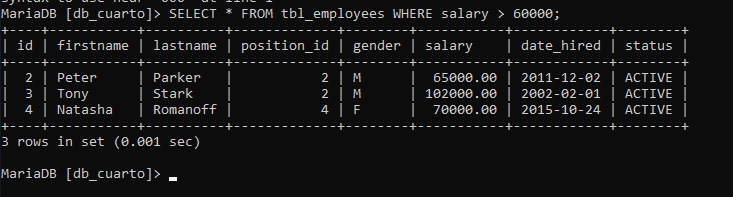 MariaDB [db_cuarto]> SELECT * FROM tbl_employees WHERE salary > 60000;
+----+-----------+----------+-------------+--------+-----------+------------+--------+
| id | firstname | lastname | position_id | gender | salary    | date_hired | status |
+----+-----------+----------+-------------+--------+-----------+------------+--------+
|  2 | Peter     | Parker   |           2 | M      |  65000.00 | 2011-12-02 | ACTIVE |
|  3 | Tony      | Stark    |           2 | M      | 102000.00 | 2002-02-01 | ACTIVE |
|  4 | Natasha   | Romanoff |           4 | F      |  70000.00 | 2015-10-24 | ACTIVE |
+----+-----------+----------+-------------+--------+-----------+------------+--------+
3 rows in set (0.001 sec)
MariaDB [db_cuarto]> _